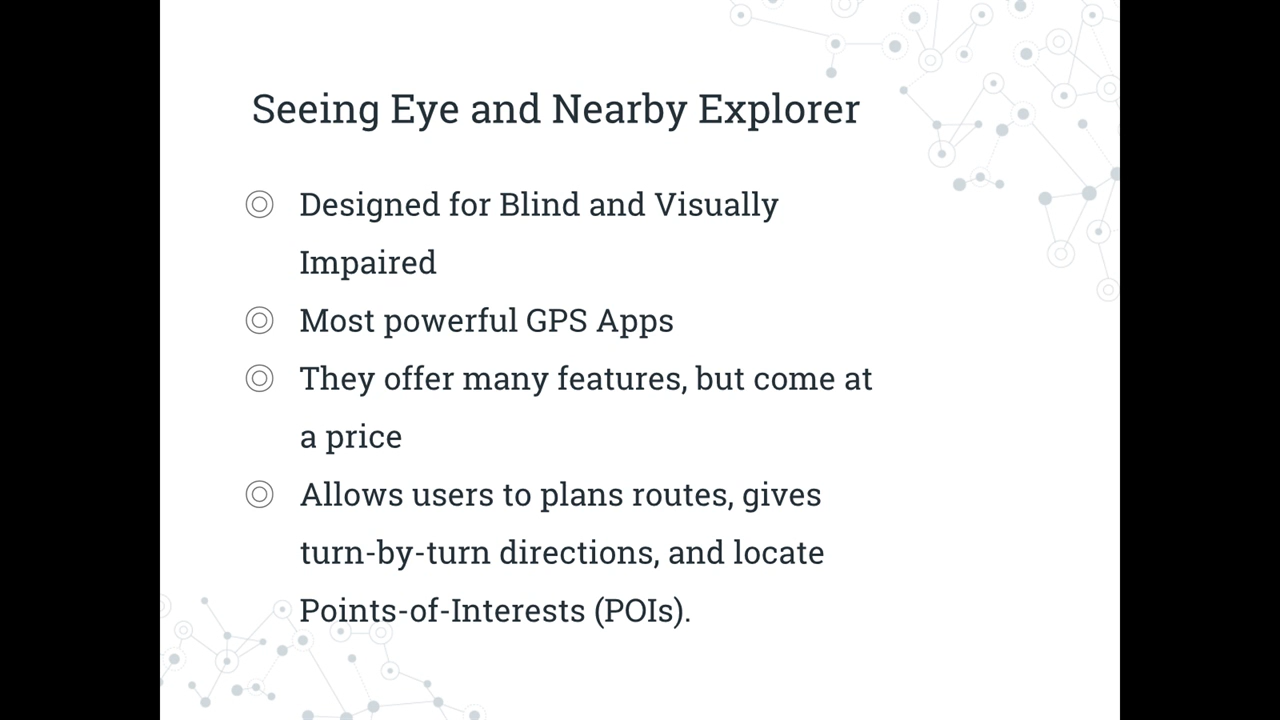 Seeing Eye and Nearby Explorer
Designed for Blind and Visually
Impaired
Most powerful GPS Apps
They offer many features, but come at
a price
Allows users to plans routes, gives
turn-by-turn directions, and locate
Points-of-Interests (POIs).